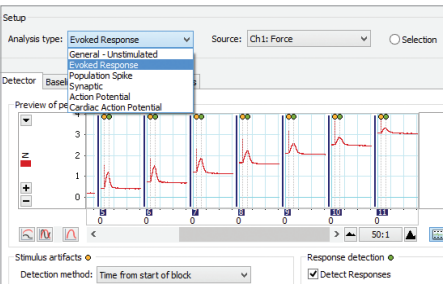 Setup
Analysis type: Evoked Response Source: Ch1: Force Selection
General - Unstimulated
Evoked Response
Population Spike
Synaptic
Action Potential
Cardiac Action Potential
Detector
Preview of
N
3
2
1
0
5 6 7 8 9 10 11
0 0 0 0 0 0 0
50:1
Stimulus artifacts Response detection
Detection method: Time from start of block Detect Responses